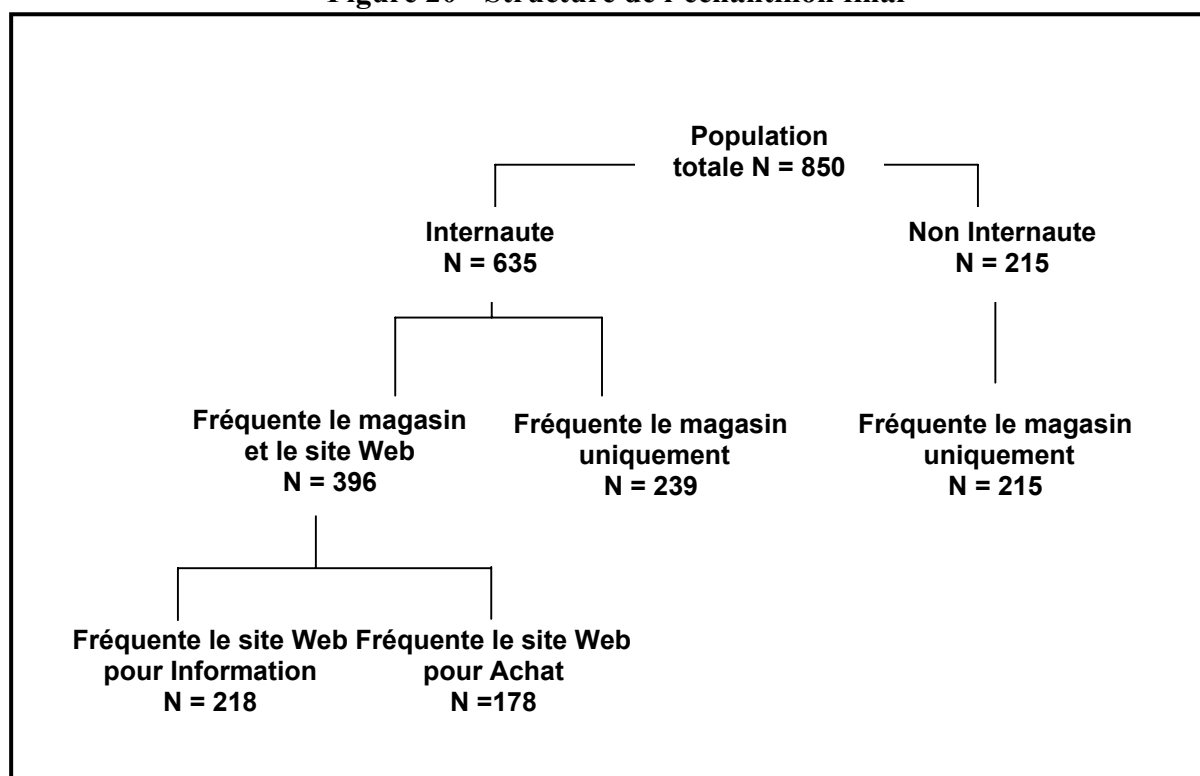 Population
totale N = 850
Internaute
N = 635
Non Internaute
N = 215
Fréquente le magasin
et le site Web
N = 396
Fréquente le magasin
uniquement
N = 239
Fréquente le magasin
uniquement
N = 215
Fréquente le site Web
pour Information
N = 218
Fréquente le site Web
pour Achat
N =178